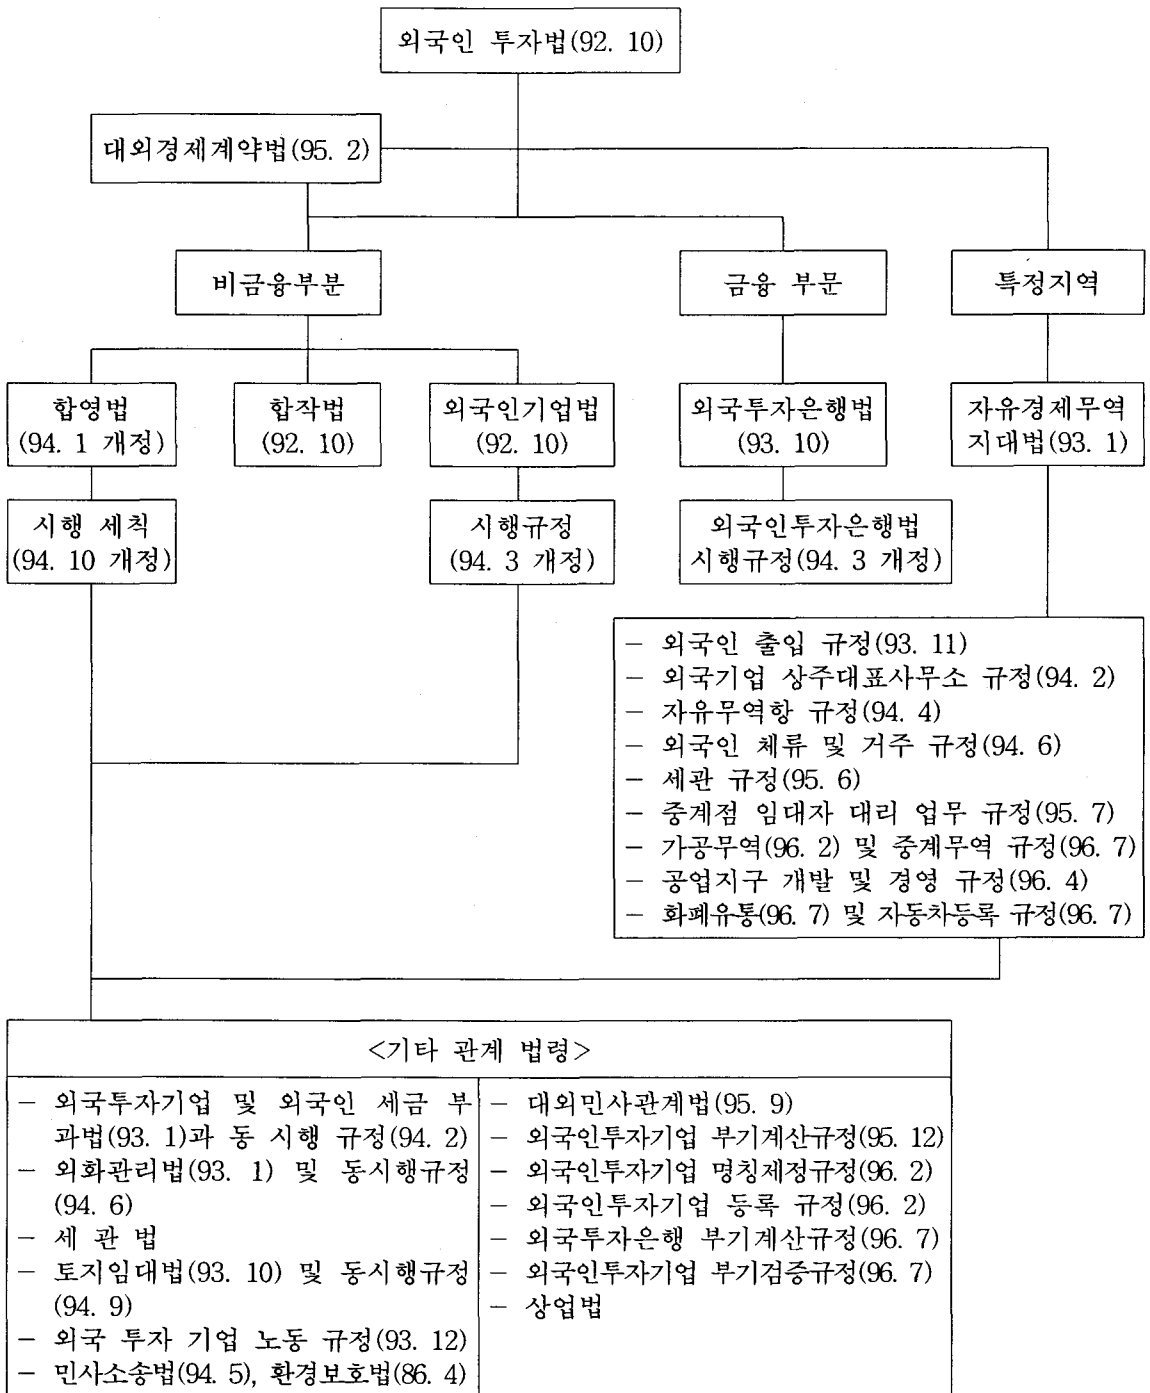 외국인 투자법(92. 10)
대외경제계약법(95. 2)
비금융부분
금융 부문
특정지역
합영법
(94. 1 개정)
합작법
(92. 10)
외국인기업법
(92. 10)
외국투자은행법
(93. 10)
자유경제무역
지대법(93. 1)
시행 세칙
(94. 10 개정)
시행규정
(94. 3 개정)
외국인투자은행법
시행규정(94. 3 개정)
- 외국인 출입 규정(93. 11)
- 외국기업 상주대표사무소 규정(94. 2)
- 자유무역항 규정(94. 4)
- 외국인 체류 및 거주 규정(94. 6)
- 세관 규정(95. 6)
- 중계점 임대자 대리 업무 규정(95. 7)
- 가공무역(96. 2) 및 중계무역 규정(96. 7)
- 공업지구 개발 및 경영 규정(96. 4)
- 화폐유통(96. 7) 및 자동차등록 규정(96. 7)
<기타 관계 법령>
- 외국투자기업 및 외국인 세금 부
과법(93. 1)과 동 시행 규정(94. 2)
- 외화관리법(93. 1) 및 동시행규정
(94. 6)
- 세 관 법
- 토지임대법(93. 10) 및 동시행규정
(94. 9)
- 외국 투자 기업 노동 규정(93. 12)
- 민사소송법(94. 5), 환경보호법(86. 4)
- 대외민사관계법(95. 9)
- 외국인투자기업 부기계산규정(95. 12)
- 외국인투자기업 명칭제정규정(96. 2)
- 외국인투자기업 등록 규정(96. 2)
- 외국투자은행 부기계산규정(96. 7)
- 외국인투자기업 부기검증규정(96. 7)
- 상업법